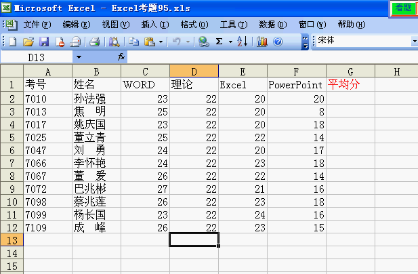 Microsoft Excel - Excel考题95.xls
文件(F) 编辑(E) 视图(V) 插入(I) 格式(O) 工具(T) 数据(D) 窗口(W) 帮助(H)
宋体
D13
A B C D E F G H
1 考号 姓名 WORD 理论 Excel PowerPoint 平均分
2 7010 孙法强 23 22 20 20
3 7013 焦 明 25 22 20 8
4 7017 姚庆国 23 22 20 18
5 7025 董立青 25 22 22 14
6 7047 刘 勇 24 22 20 17
7 7066 李怀艳 24 22 23 18
8 7067 董 爱 26 22 22 14
9 7072 巴兆彬 27 22 21 16
10 7098 蔡兆莲 26 22 23 18
11 7099 杨长国 23 22 24 16
12 7109 成 峰 26 22 23 15
13
14
15